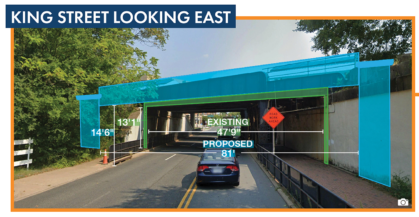 KING STREET LOOKING EAST
13'1"
14'6"
EXISTING
47'9"
PROPOSED
81'